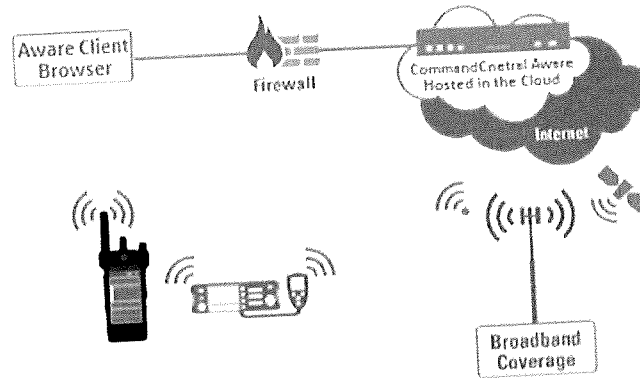 Aware Client
Browser
Firewall
CommandCnetral Aware
Hosted in the Cloud
Internet
Broadband
Coverage